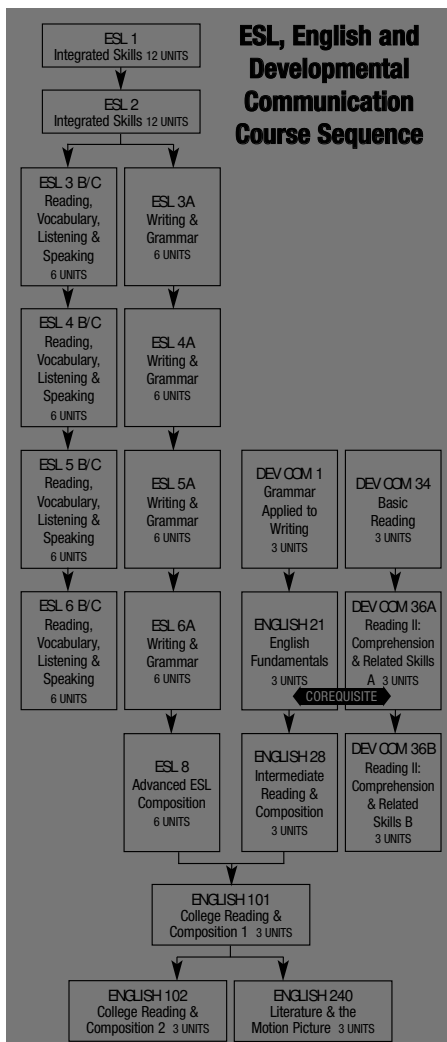 ESL, English and
Developmental
Communication
Course Sequence
ESL 1
Integrated Skills 12 UNITS
ESL 2
Integrated Skills 12 UNITS
ESL 3 B/C
Reading,
Vocabulary,
Listening &
Speaking
6 UNITS
ESL 3A
Writing &
Grammar
6 UNITS
ESL 4 B/C
Reading,
Vocabulary,
Listening &
Speaking
6 UNITS
ESL 4A
Writing &
Grammar
6 UNITS
ESL 5 B/C
Reading,
Vocabulary,
Listening &
Speaking
6 UNITS
ESL 5A
Writing &
Grammar
6 UNITS
DEV COM 1
Grammar
Applied to
Writing
3 UNITS
DEV COM 34
Basic
Reading
3 UNITS
ESL 6 B/C
Reading,
Vocabulary,
Listening &
Speaking
6 UNITS
ESL 6A
Writing &
Grammar
6 UNITS
ENGLISH 21
English
Fundamentals
3 UNITS
DEV COM 36A
Reading II:
Comprehension
& Related Skills
A 3 UNITS
COREQUISITE
ESL 8
Advanced ESL
Composition
6 UNITS
ENGLISH 28
Intermediate
Reading &
Composition
3 UNITS
DEV COM 36B
Reading II:
Comprehension
& Related
Skills B
3 UNITS
ENGLISH 101
College Reading &
Composition 1 3 UNITS
ENGLISH 102
College Reading &
Composition 2 3 UNITS
ENGLISH 240
Literature & the
Motion Picture 3 UNITS